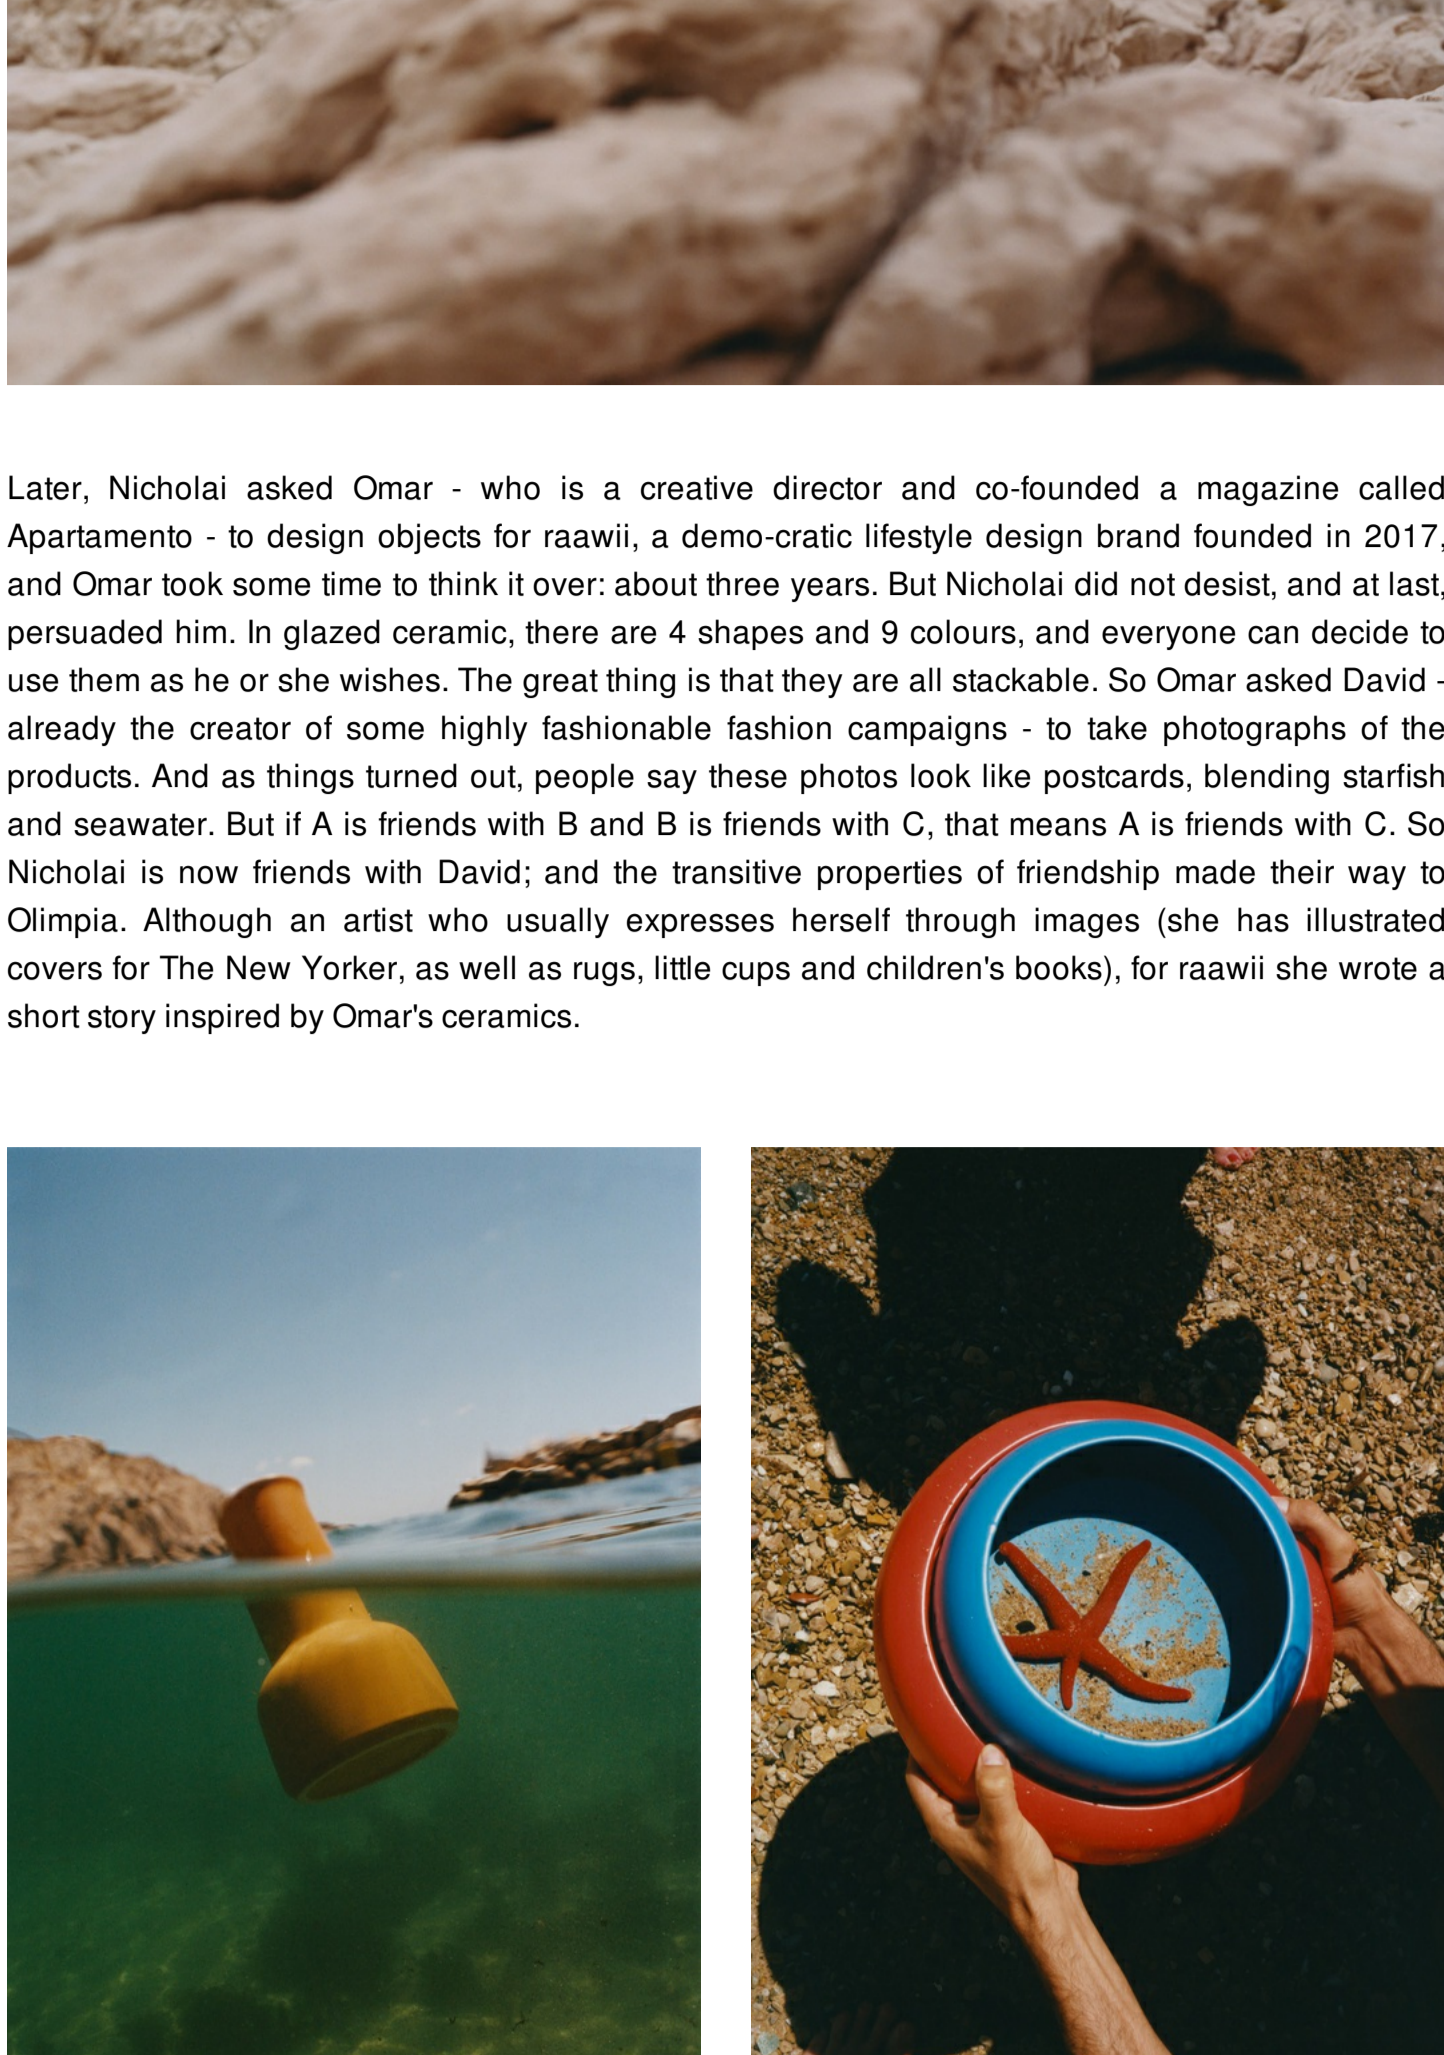 Later, Nicholai asked Omar - who is a creative director and co-founded a magazine called
Apartamento - to design objects for raawii, a demo-cratic lifestyle design brand founded in 2017,
and Omar took some time to think it over: about three years. But Nicholai did not desist, and at last,
persuaded him. In glazed ceramic, there are 4 shapes and 9 colours, and everyone can decide to
use them as he or she wishes. The great thing is that they are all stackable. So Omar asked David -
already the creator of some highly fashionable fashion campaigns - to take photographs of the
products. And as things turned out, people say these photos look like postcards, blending starfish
and seawater. But if A is friends with B and B is friends with C, that means A is friends with C. So
Nicholai is now friends with David; and the transitive properties of friendship made their way to
Olimpia. Although an artist who usually expresses herself through images (she has illustrated
covers for The New Yorker, as well as rugs, little cups and children's books), for raawii she wrote a
short story inspired by Omar's ceramics.